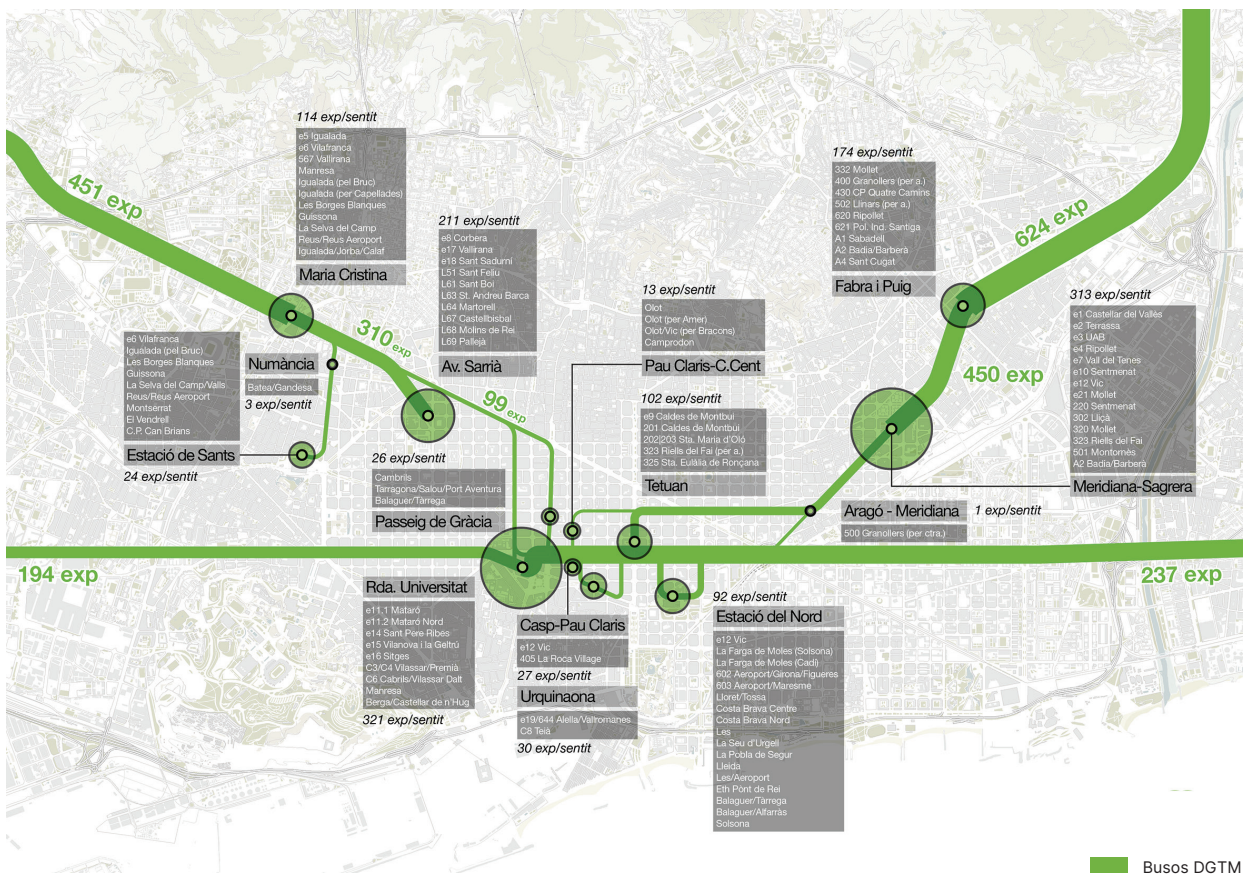 114 exp/sentit
e5 Igualada
e6 Vilafranca
567 Vallirana
Manresa
Igualada (pel Bruc)
Igualada (per Capellades)
Les Borges Blanques
Guissona
La Selva del Camp
Reus/Reus Aeroport
Igualada/Jorba/Calaf
Maria Cristina
451 exp
174 exp/sentit
332 Mollet
400 Granollers (per a.)
430 CP Quatre Camins
502 Llinars (per a.)
620 Ripollet
621 Pol. Ind. Santiga
A1 Sabadell
A2 Badia/Barberà
A4 Sant Cugat
Fabra i Puig
624 exp
211 exp/sentit
e8 Corbera
e17 Vallirana
e18 Sant Sadurní
L51 Sant Feliu
L61 Sant Boi
L63 St. Andreu Barca
L64 Martorell
L67 Castellbisbal
L68 Molins de Rei
L69 Pallejà
Av. Sarrià
310 exp
13 exp/sentit
Olot
Olot (per Amer)
Olot/Vic (per Bracons)
Camprodon
Pau Claris-C.Cent
313 exp/sentit
e1 Castellar del Vallès
e2 Terrassa
e3 UAB
e4 Ripollet
e7 Vall del Tenes
e10 Sentmenat
e12 Vic
e21 Mollet
220 Sentmenat
302 Lliçà
320 Mollet
323 Riells del Fai
501 Montornès
A2 Badia/Barberà
Meridiana-Sagrera
450 exp
e6 Vilafranca
Igualada (pel Bruc)
Les Borges Blanques
Guissona
La Selva del Camp/Valls
Reus/Reus Aeroport
Montserrat
El Vendrell
C.P. Can Brians
Estació de Sants
24 exp/sentit
Numància
Batea/Gandesa
3 exp/sentit
99 exp
102 exp/sentit
e9 Caldes de Montbui
201 Caldes de Montbui
202|203 Sta. Maria d'Oló
323 Riells del Fai (per a.)
325 Sta. Eulàlia de Ronçana
Tetuan
26 exp/sentit
Cambrils
Tarragona/Salou/Port Aventura
Balaguer/Tàrrega
Passeig de Gràcia
Aragó - Meridiana
1 exp/sentit
500 Granollers (per ctra.)
194 exp
237 exp
Rda. Universitat
e11.1 Mataró
e11.2 Mataró Nord
e14 Sant Pere Ribes
e15 Vilanova i la Geltrú
e16 Sitges
C3/C4 Vilassar/Premià
C6 Cabrils/Vilassar Dalt
Manresa
Berga/Castellar de n'Hug
321 exp/sentit
Casp-Pau Claris
e12 Vic
405 La Roca Village
27 exp/sentit
Urquinaona
e19/644 Alella/Vallromanes
C8 Teià
30 exp/sentit
92 exp/sentit
Estació del Nord
e12 Vic
La Farga de Moles (Solsona)
La Farga de Moles (Cadí)
602 Aeroport/Girona/Figueres
603 Aeroport/Maresme
Lloret/Tossa
Costa Brava Centre
Costa Brava Nord
Les
La Seu d'Urgell
La Pobla de Segur
Lleida
Les/Aeroport
Eth Pònt de Rei
Balaguer/Tàrrega
Balaguer/Alfarràs
Solsona
Busos DGTM